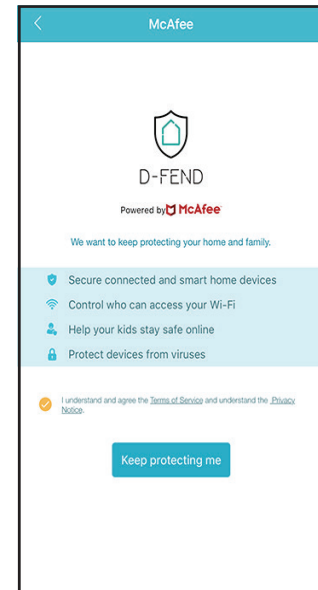 McAfee
D-FEND
Powered by McAfee
We want to keep protecting your home and family.
Secure connected and smart home devices
Control who can access your Wi-Fi
Help your kids stay safe online
Protect devices from viruses
I understand and agree the Terms of Service and understand the Privacy
Notice.
Keep protecting me